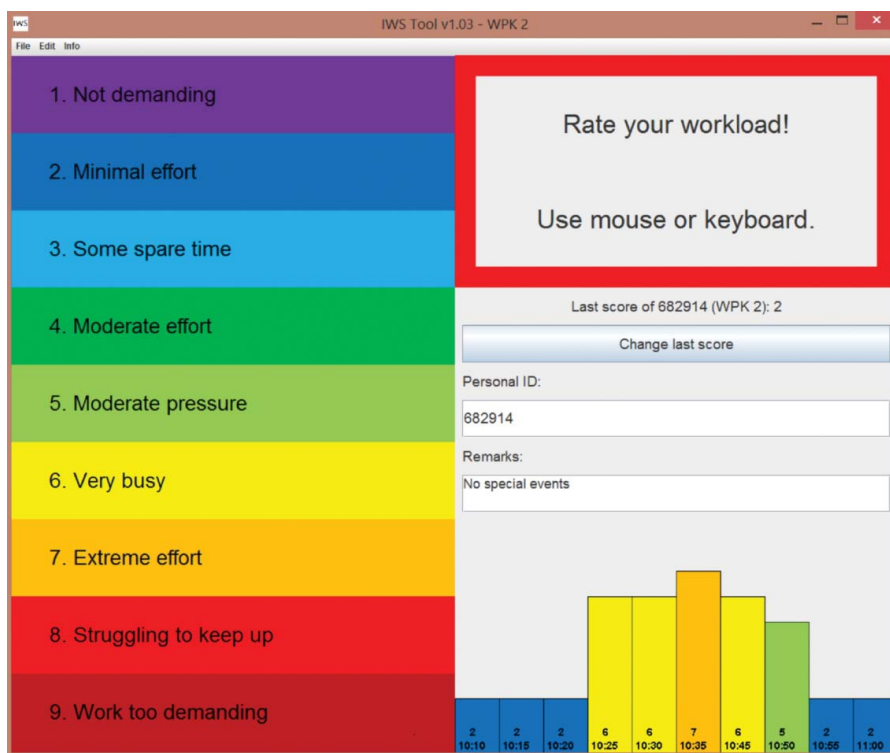 IWS
IWS Tool v1.03 - WPK 2
File Edit Info
1. Not demanding
2. Minimal effort
3. Some spare time
4. Moderate effort
5. Moderate pressure
6. Very busy
7. Extreme effort
8. Struggling to keep up
9. Work too demanding
Rate your workload!
Use mouse or keyboard.
Last score of 682914 (WPK 2): 2
Change last score
Personal ID:
682914
Remarks:
No special events
2 2 2 6 6 7 6 5 2 2
10:10 10:15 10:20 10:25 10:30 10:35 10:45 10:50 10:55 11:00